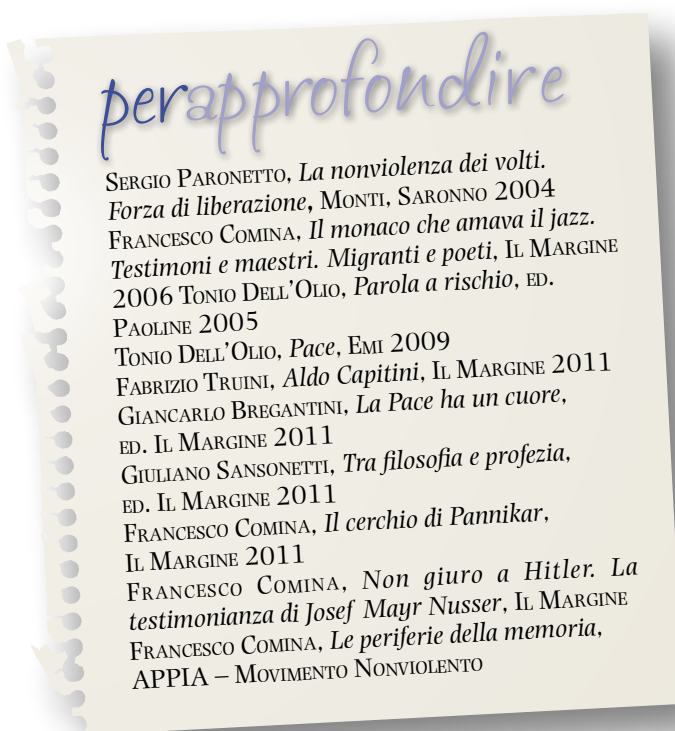 perapprofondire
Sergio Paronetto, La nonviolenza dei volti.
Forza di liberazione, Monti, Saronno 2004
Francesco Comina, Il monaco che amava il jazz.
Testimoni e maestri. Migranti e poeti, Il Margine
2006 Tonio Dell'Olio, Parola a rischio, ed.
Paoline 2005
Tonio Dell'Olio, Pace, Emi 2009
Fabrizio Truini, Aldo Capitini, Il Margine 2011
Giancarlo Bregantini, La Pace ha un cuore,
ed. Il Margine 2011
Giuliano Sansonetti, Tra filosofia e profezia,
ed. Il Margine 2011
Francesco Comina, Il cerchio di Pannikar,
Il Margine 2011
Francesco Comina, Non giuro a Hitler. La
testimonianza di Josef Mayr Nusser, Il Margine
Francesco Comina, Le periferie della memoria,
APPIA – Movimento Nonviolento